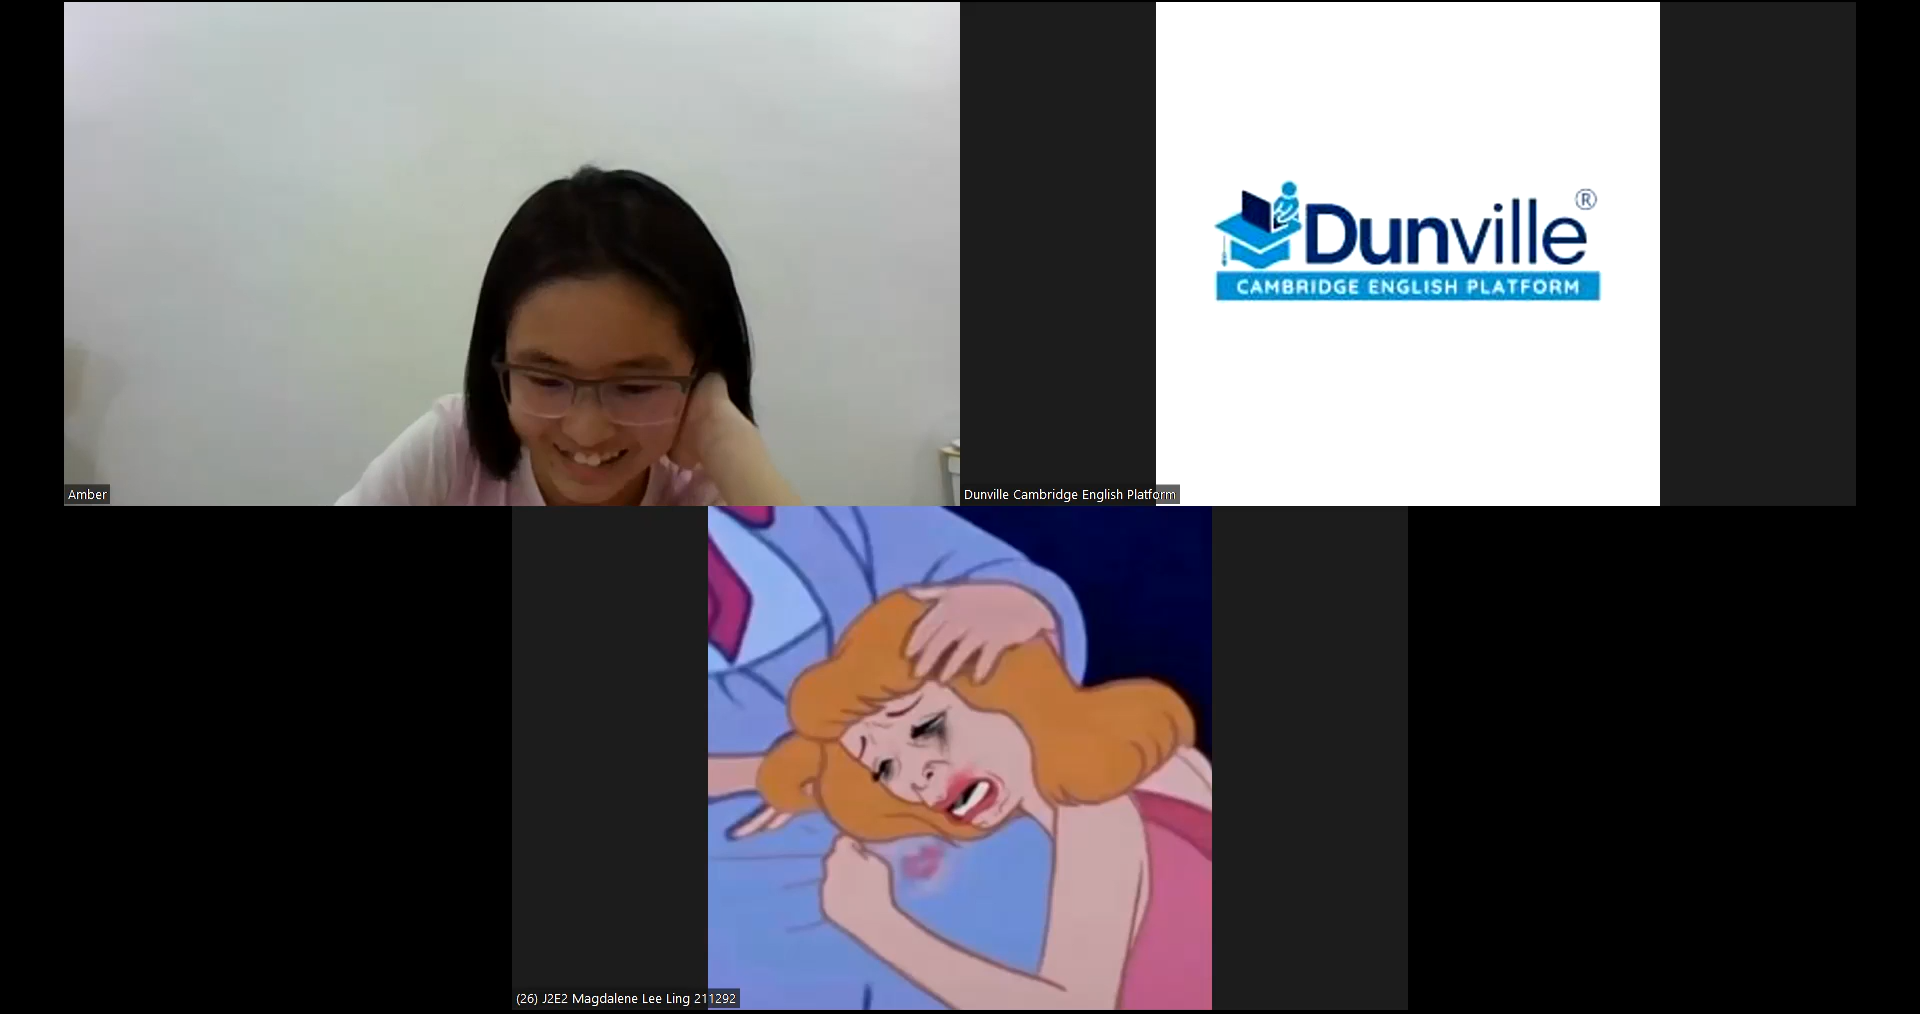 Dunville®
CAMBRIDGE ENGLISH PLATFORM
Amber
Dunville Cambridge English Platform
(26) J2E2 Magdalene Lee Ling 211292